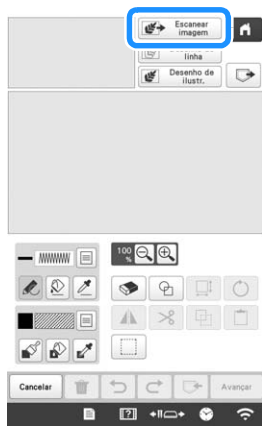 Escanear
imagem
linha
Desenho de
ilustr.
100
%
Cancelar
Avançar